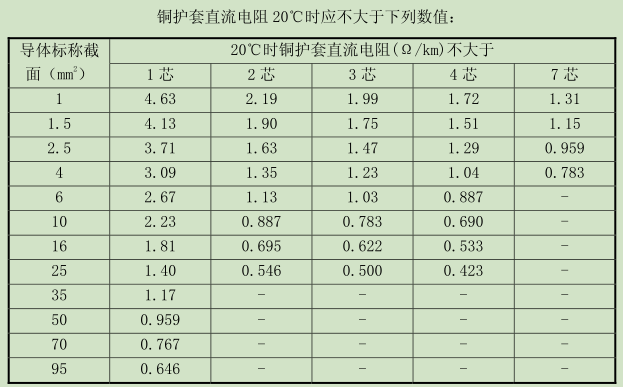 铜护套直流电阻 20℃时应不大于下列数值：
导体标称截面（mm²） 20℃时铜护套直流电阻(Ω/km)不大于
1 芯 2 芯 3 芯 4 芯 7 芯
1 4.63 2.19 1.99 1.72 1.31
1.5 4.13 1.90 1.75 1.51 1.15
2.5 3.71 1.63 1.47 1.29 0.959
4 3.09 1.35 1.23 1.04 0.783
6 2.67 1.13 1.03 0.887 -
10 2.23 0.887 0.783 0.690 -
16 1.81 0.695 0.622 0.533 -
25 1.40 0.546 0.500 0.423 -
35 1.17 - - - -
50 0.959 - - - -
70 0.767 - - - -
95 0.646 - - - -